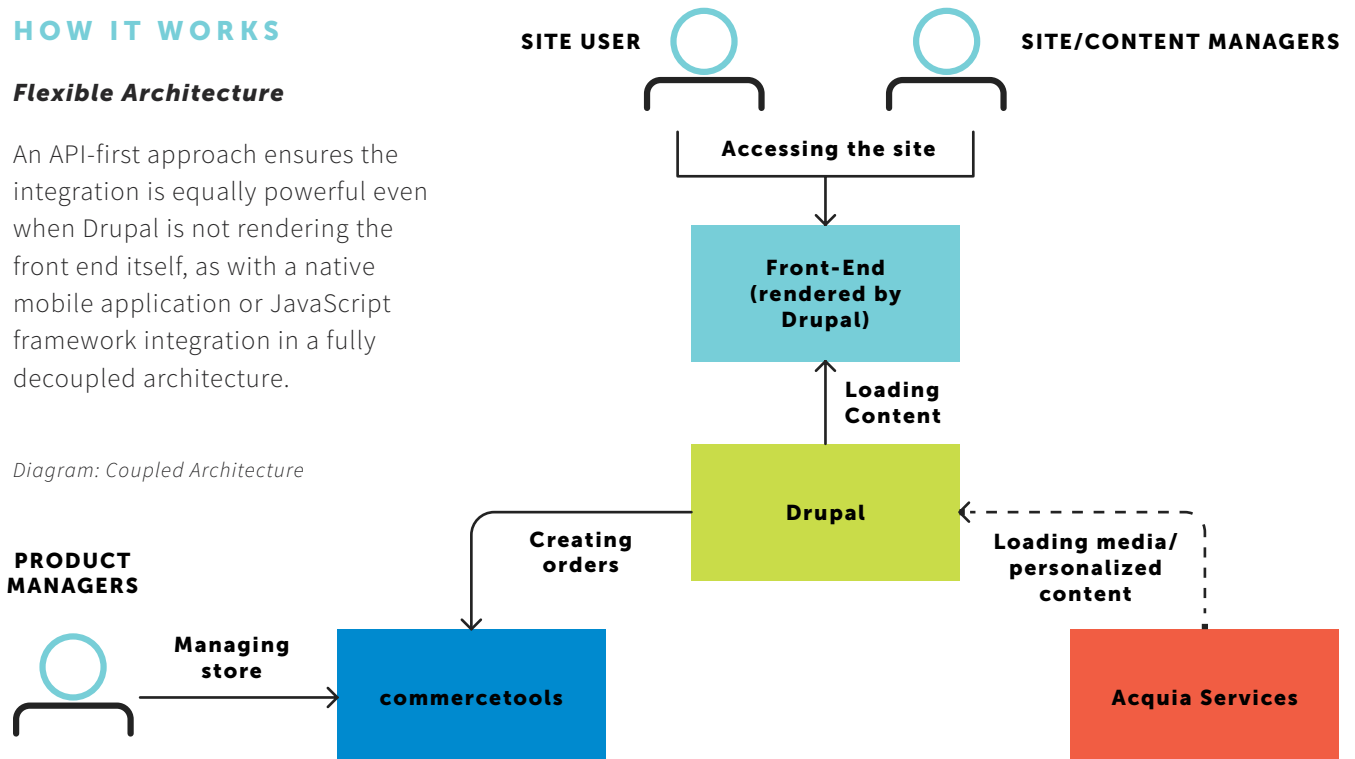 HOW IT WORKS
Flexible Architecture
An API-first approach ensures the
integration is equally powerful even
when Drupal is not rendering the
front end itself, as with a native
mobile application or JavaScript
framework integration in a fully
decoupled architecture.
Diagram: Coupled Architecture
SITE USER
SITE/CONTENT MANAGERS
Accessing the site
Front-End
(rendered by
Drupal)
Loading
Content
Drupal
Creating
orders
Loading media/
personalized
content
PRODUCT
MANAGERS
Managing
store
commercetools
Acquia Services